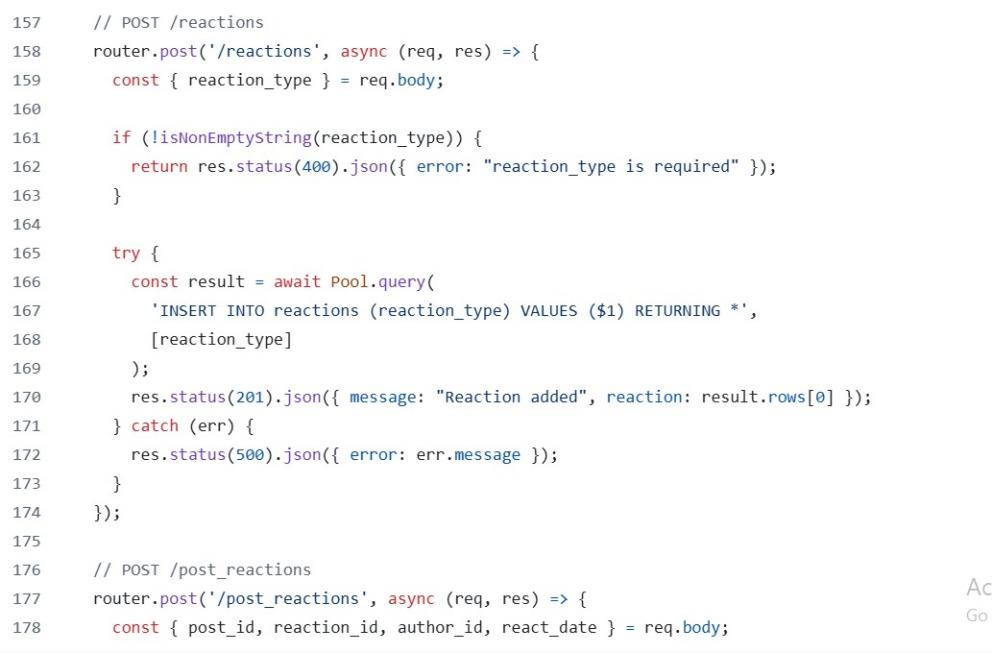 157 // POST /reactions
158 router.post('/reactions', async (req, res) => {
159 const { reaction_type } = req.body;
160
161 if (!isNonEmptyString(reaction_type)) {
162 return res.status(400).json({ error: "reaction_type is required" });
163 }
164
165 try {
166 const result = await Pool.query(
167 'INSERT INTO reactions (reaction_type) VALUES ($1) RETURNING *',
168 [reaction_type]
169 );
170 res.status(201).json({ message: "Reaction added", reaction: result.rows[0] });
171 } catch (err) {
172 res.status(500).json({ error: err.message });
173 }
174 });
175
176 // POST /post_reactions
177 router.post('/post_reactions', async (req, res) => {
178 const { post_id, reaction_id, author_id, react_date } = req.body;
Ac
Go